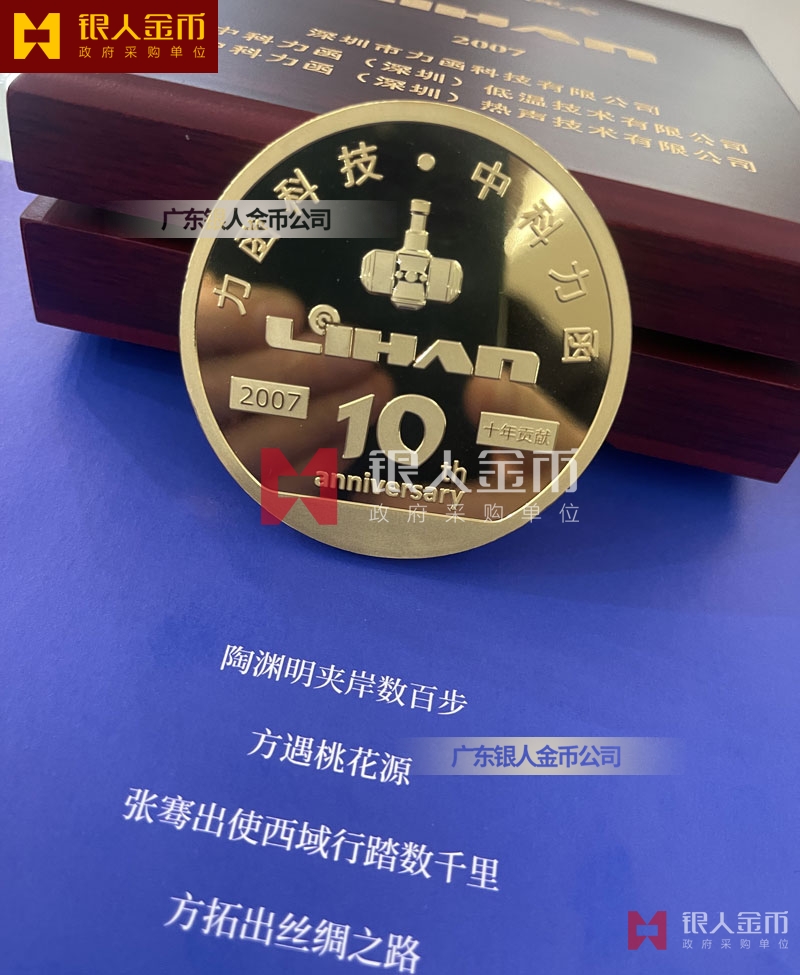 银人金币
政府采购单位
LIHAN
2007
深圳市力函科技有限公司
中科力函（深圳）低温技术有限公司
中科力函（深圳）热声技术有限公司
广东银人金币公司
力函科技·中科力函
LIHAN
2007
10th
十年贡献
anniversary
银人金币
政府采购单位
陶渊明夹岸数百步
方遇桃花源
广东银人金币公司
张骞出使西域行踏数千里
方拓出丝绸之路
银人金币
政府采购单位